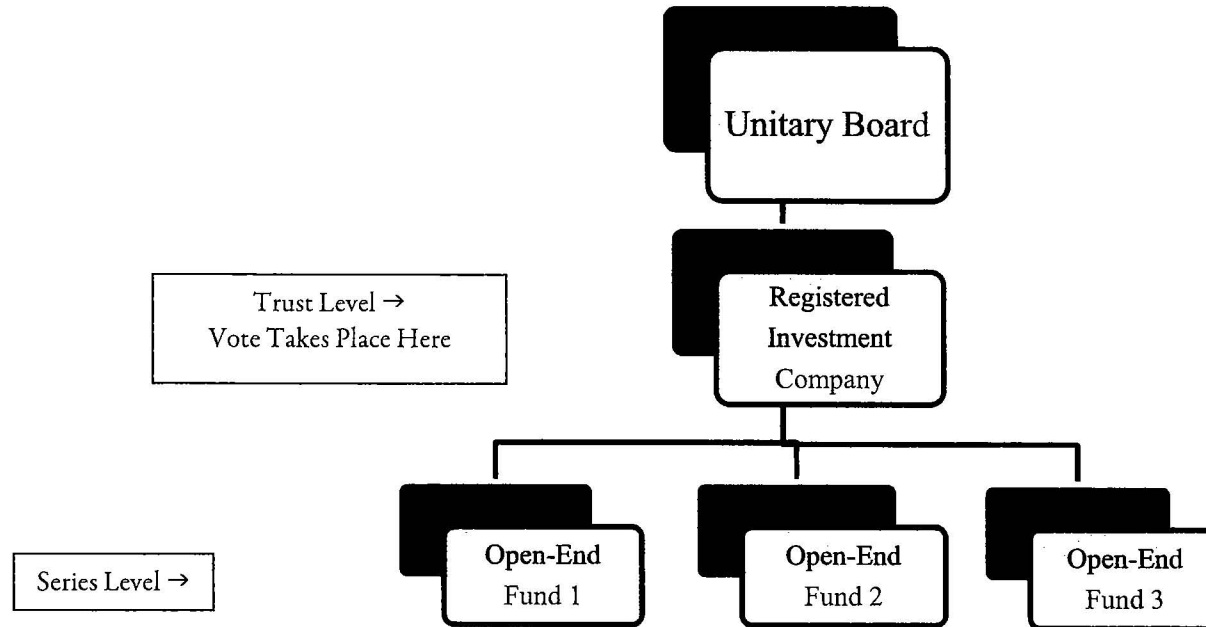 Unitary Board
Trust Level →
Vote Takes Place Here
Registered
Investment
Company
Series Level →
Open-End
Fund 1
Open-End
Fund 2
Open-End
Fund 3